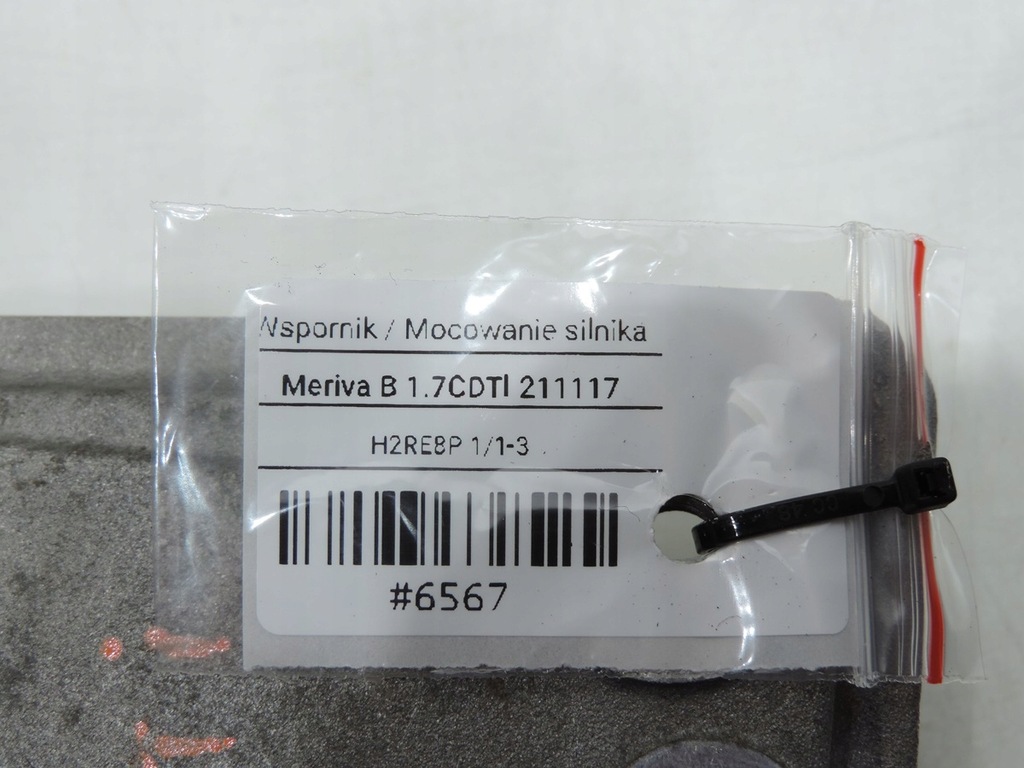 Wspornik / Mocowanie silnika
Meriva B 1.7CDTI 211117
H2RE8P 1/1-3
#6567